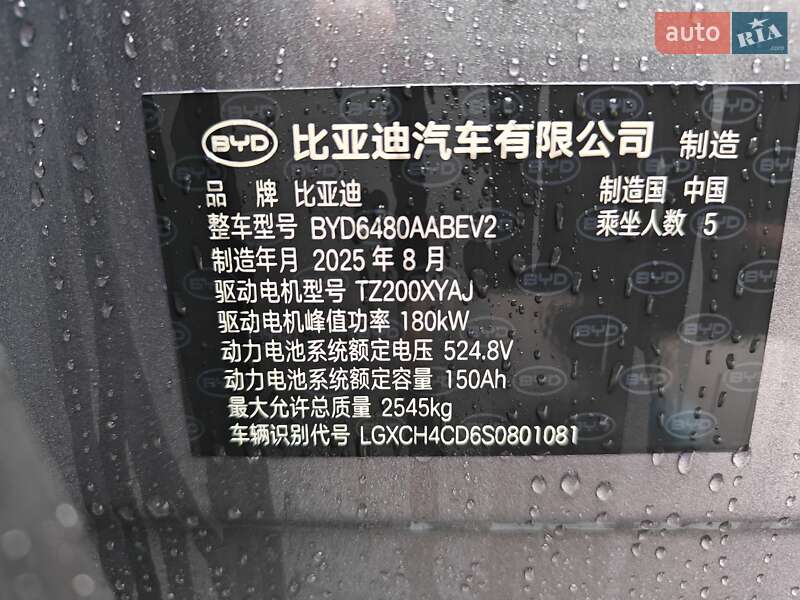 auto RIA .com
BYD 比亚迪汽车有限公司 制造
品 牌 比亚迪 制造国 中国
整车型号 BYD6480AABEV2 乘坐人数 5
制造年月 2025 年 8 月
驱动电机型号 TZ200XYAJ
驱动电机峰值功率 180kW
动力电池系统额定电压 524.8V
动力电池系统额定容量 150Ah
最大允许总质量 2545kg
车辆识别代号 LGXCH4CD6S0801081